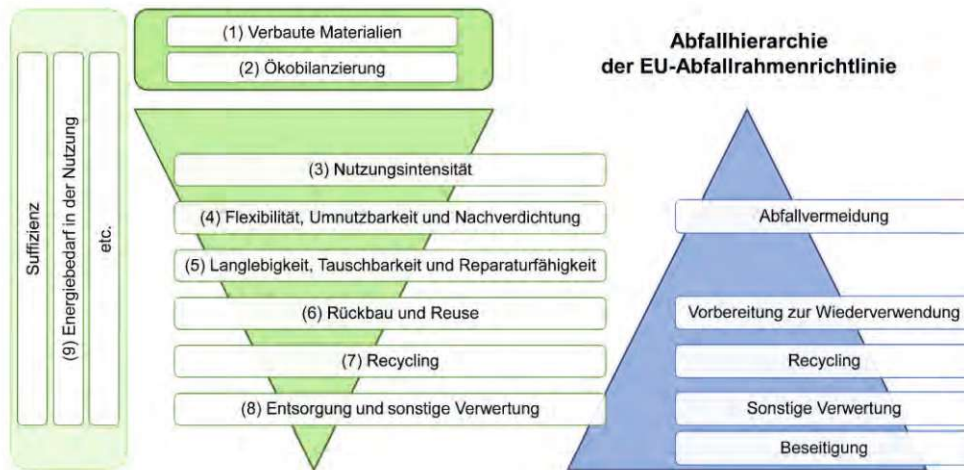 Suffizienz
(9) Energiebedarf in der Nutzung
etc.
(1) Verbaute Materialien
(2) Ökobilanzierung
(3) Nutzungsintensität
(4) Flexibilität, Umnutzbarkeit und Nachverdichtung
(5) Langlebigkeit, Tauschbarkeit und Reparaturfähigkeit
(6) Rückbau und Reuse
(7) Recycling
(8) Entsorgung und sonstige Verwertung
Abfallhierarchie
der EU-Abfallrahmenrichtlinie
Abfallvermeidung
Vorbereitung zur Wiederverwendung
Recycling
Sonstige Verwertung
Beseitigung